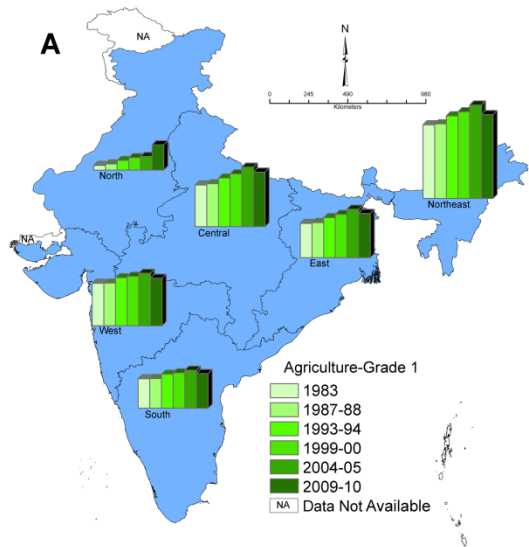 A
NA
N
0 245 490 980
Kilometers
North
Northeast
Central
NA
East
West
South
Agriculture-Grade 1
1983
1987-88
1993-94
1999-00
2004-05
2009-10
NA Data Not Available